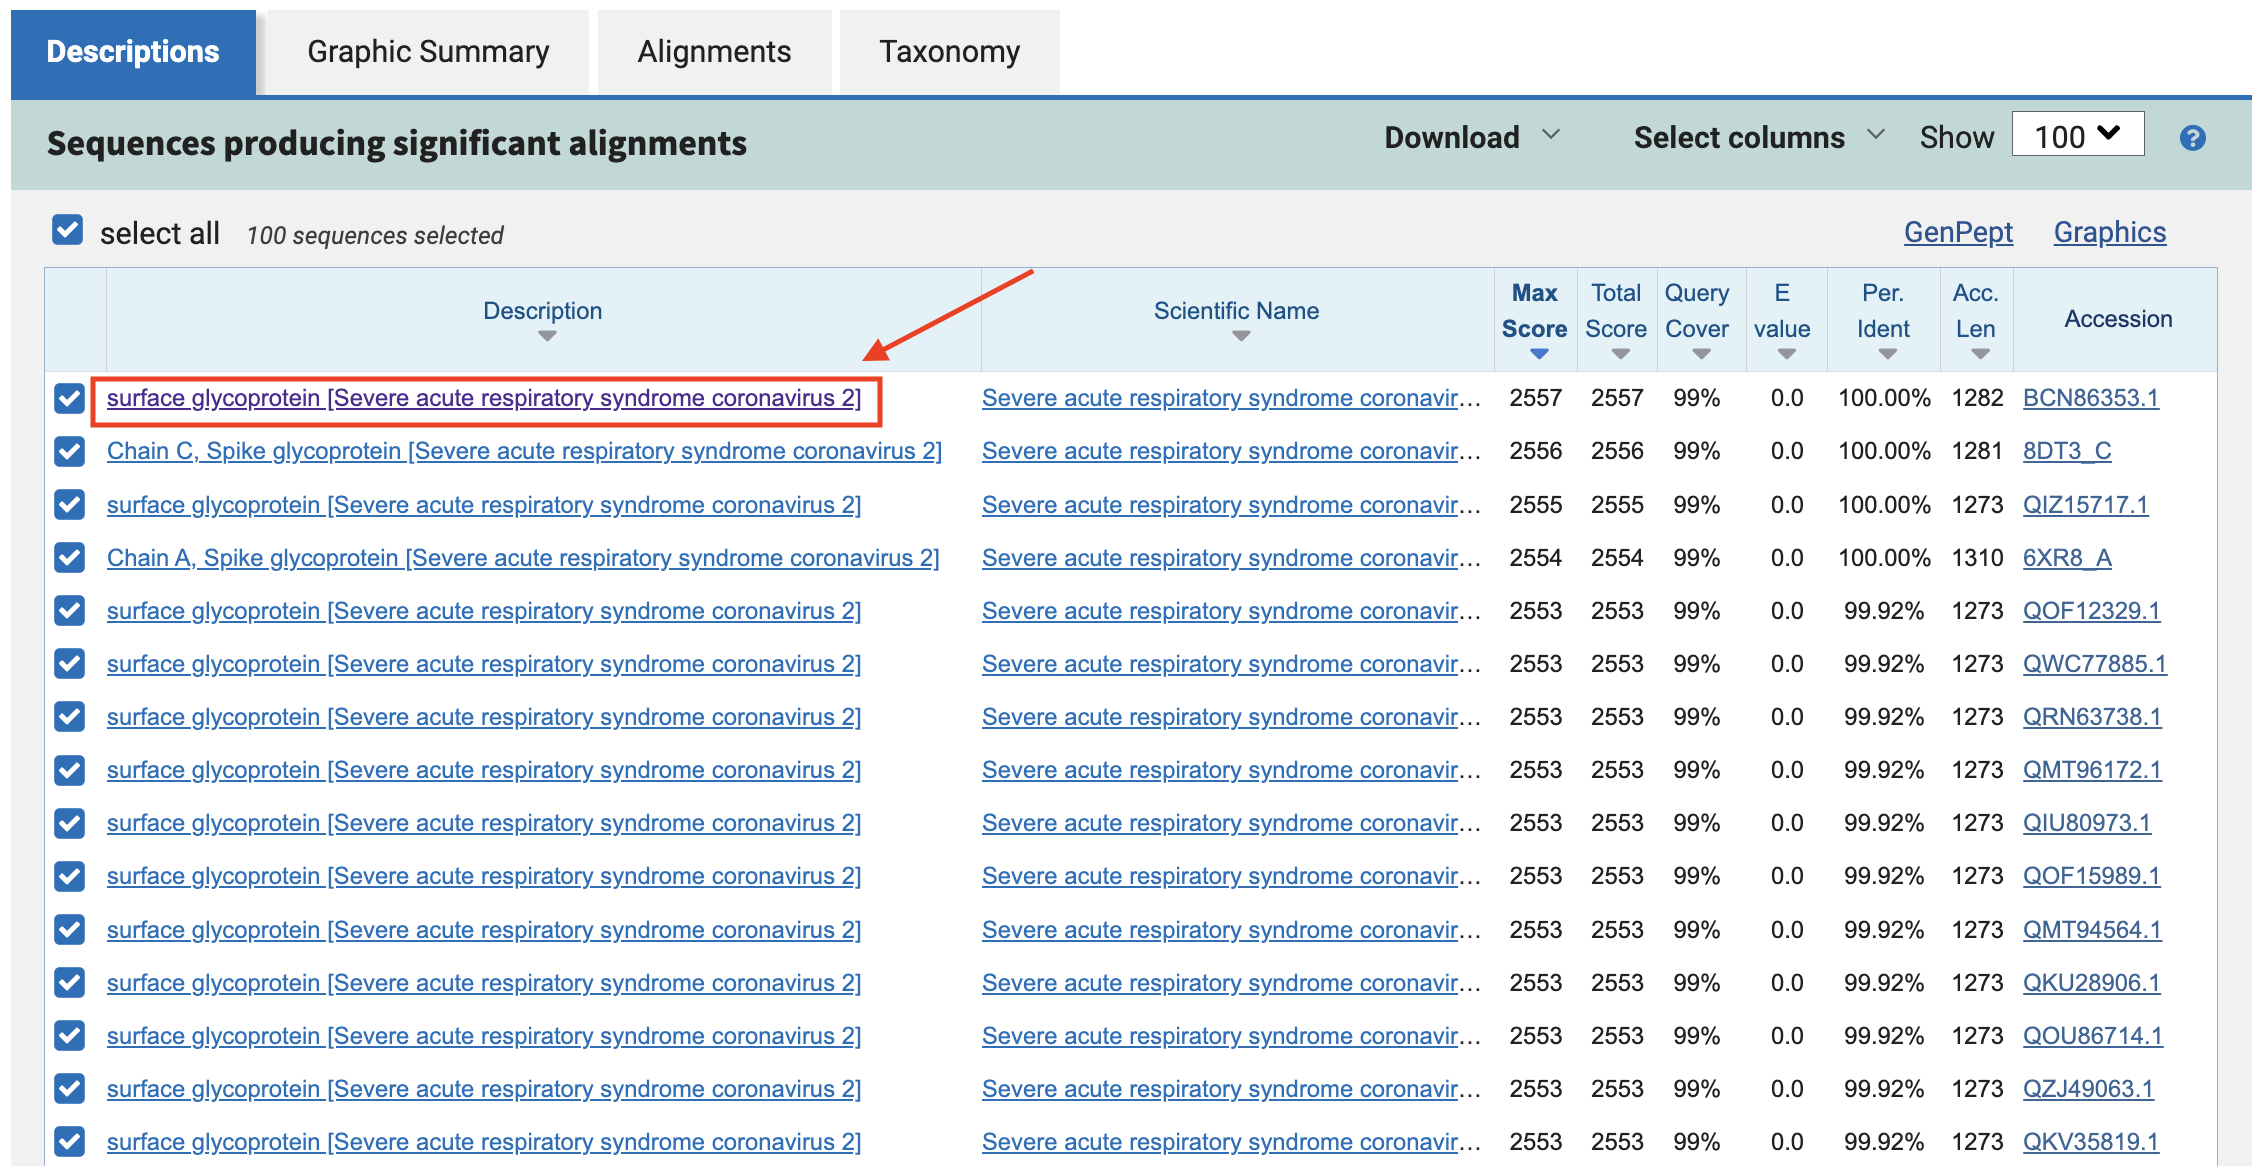 Descriptions Graphic Summary Alignments Taxonomy
Sequences producing significant alignments Download Select columns Show 100 ?
select all 100 sequences selected GenPept Graphics
Description Scientific Name Max Score Total Score Query Cover E value Per. Ident Acc. Len Accession
surface glycoprotein [Severe acute respiratory syndrome coronavirus 2] Severe acute respiratory syndrome coronavir... 2557 2557 99% 0.0 100.00% 1282 BCN86353.1
Chain C, Spike glycoprotein [Severe acute respiratory syndrome coronavirus 2] Severe acute respiratory syndrome coronavir... 2556 2556 99% 0.0 100.00% 1281 8DT3_C
surface glycoprotein [Severe acute respiratory syndrome coronavirus 2] Severe acute respiratory syndrome coronavir... 2555 2555 99% 0.0 100.00% 1273 QIZ15717.1
Chain A, Spike glycoprotein [Severe acute respiratory syndrome coronavirus 2] Severe acute respiratory syndrome coronavir... 2554 2554 99% 0.0 100.00% 1310 6XR8_A
surface glycoprotein [Severe acute respiratory syndrome coronavirus 2] Severe acute respiratory syndrome coronavir... 2553 2553 99% 0.0 99.92% 1273 QOF12329.1
surface glycoprotein [Severe acute respiratory syndrome coronavirus 2] Severe acute respiratory syndrome coronavir... 2553 2553 99% 0.0 99.92% 1273 QWC77885.1
surface glycoprotein [Severe acute respiratory syndrome coronavirus 2] Severe acute respiratory syndrome coronavir... 2553 2553 99% 0.0 99.92% 1273 QRN63738.1
surface glycoprotein [Severe acute respiratory syndrome coronavirus 2] Severe acute respiratory syndrome coronavir... 2553 2553 99% 0.0 99.92% 1273 QMT96172.1
surface glycoprotein [Severe acute respiratory syndrome coronavirus 2] Severe acute respiratory syndrome coronavir... 2553 2553 99% 0.0 99.92% 1273 QIU80973.1
surface glycoprotein [Severe acute respiratory syndrome coronavirus 2] Severe acute respiratory syndrome coronavir... 2553 2553 99% 0.0 99.92% 1273 QOF15989.1
surface glycoprotein [Severe acute respiratory syndrome coronavirus 2] Severe acute respiratory syndrome coronavir... 2553 2553 99% 0.0 99.92% 1273 QMT94564.1
surface glycoprotein [Severe acute respiratory syndrome coronavirus 2] Severe acute respiratory syndrome coronavir... 2553 2553 99% 0.0 99.92% 1273 QKU28906.1
surface glycoprotein [Severe acute respiratory syndrome coronavirus 2] Severe acute respiratory syndrome coronavir... 2553 2553 99% 0.0 99.92% 1273 QOU86714.1
surface glycoprotein [Severe acute respiratory syndrome coronavirus 2] Severe acute respiratory syndrome coronavir... 2553 2553 99% 0.0 99.92% 1273 QZJ49063.1
surface glycoprotein [Severe acute respiratory syndrome coronavirus 2] Severe acute respiratory syndrome coronavir... 2553 2553 99% 0.0 99.92% 1273 QKV35819.1